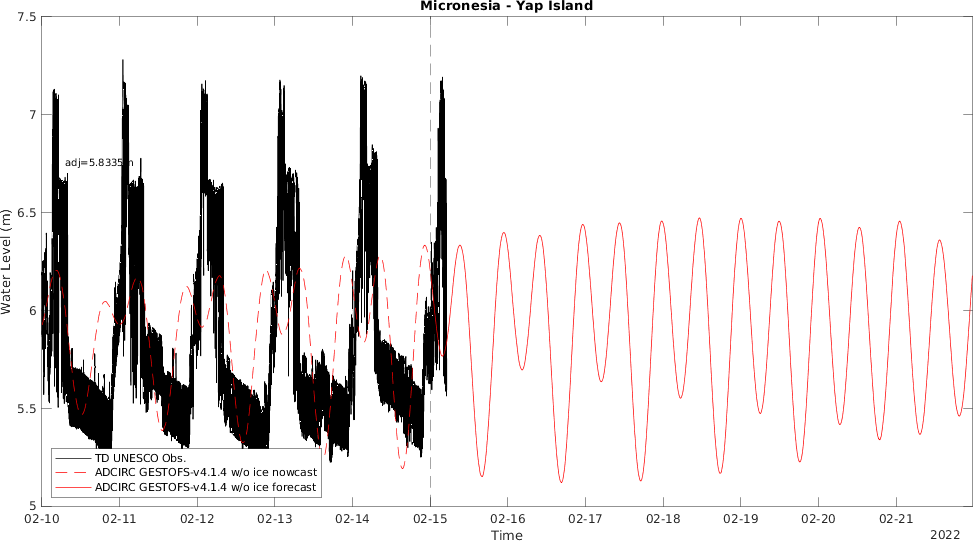 Micronesia - Yap Island
7.5
7
6.5
6
5.5
5
Water Level (m)
adj=5.8335m
TD UNESCO Obs.
ADCIRC GESTOFS-v4.1.4 w/o ice nowcast
ADCIRC GESTOFS-v4.1.4 w/o ice forecast
02-10 02-11 02-12 02-13 02-14 02-15 02-16 02-17 02-18 02-19 02-20 02-21
Time
2022